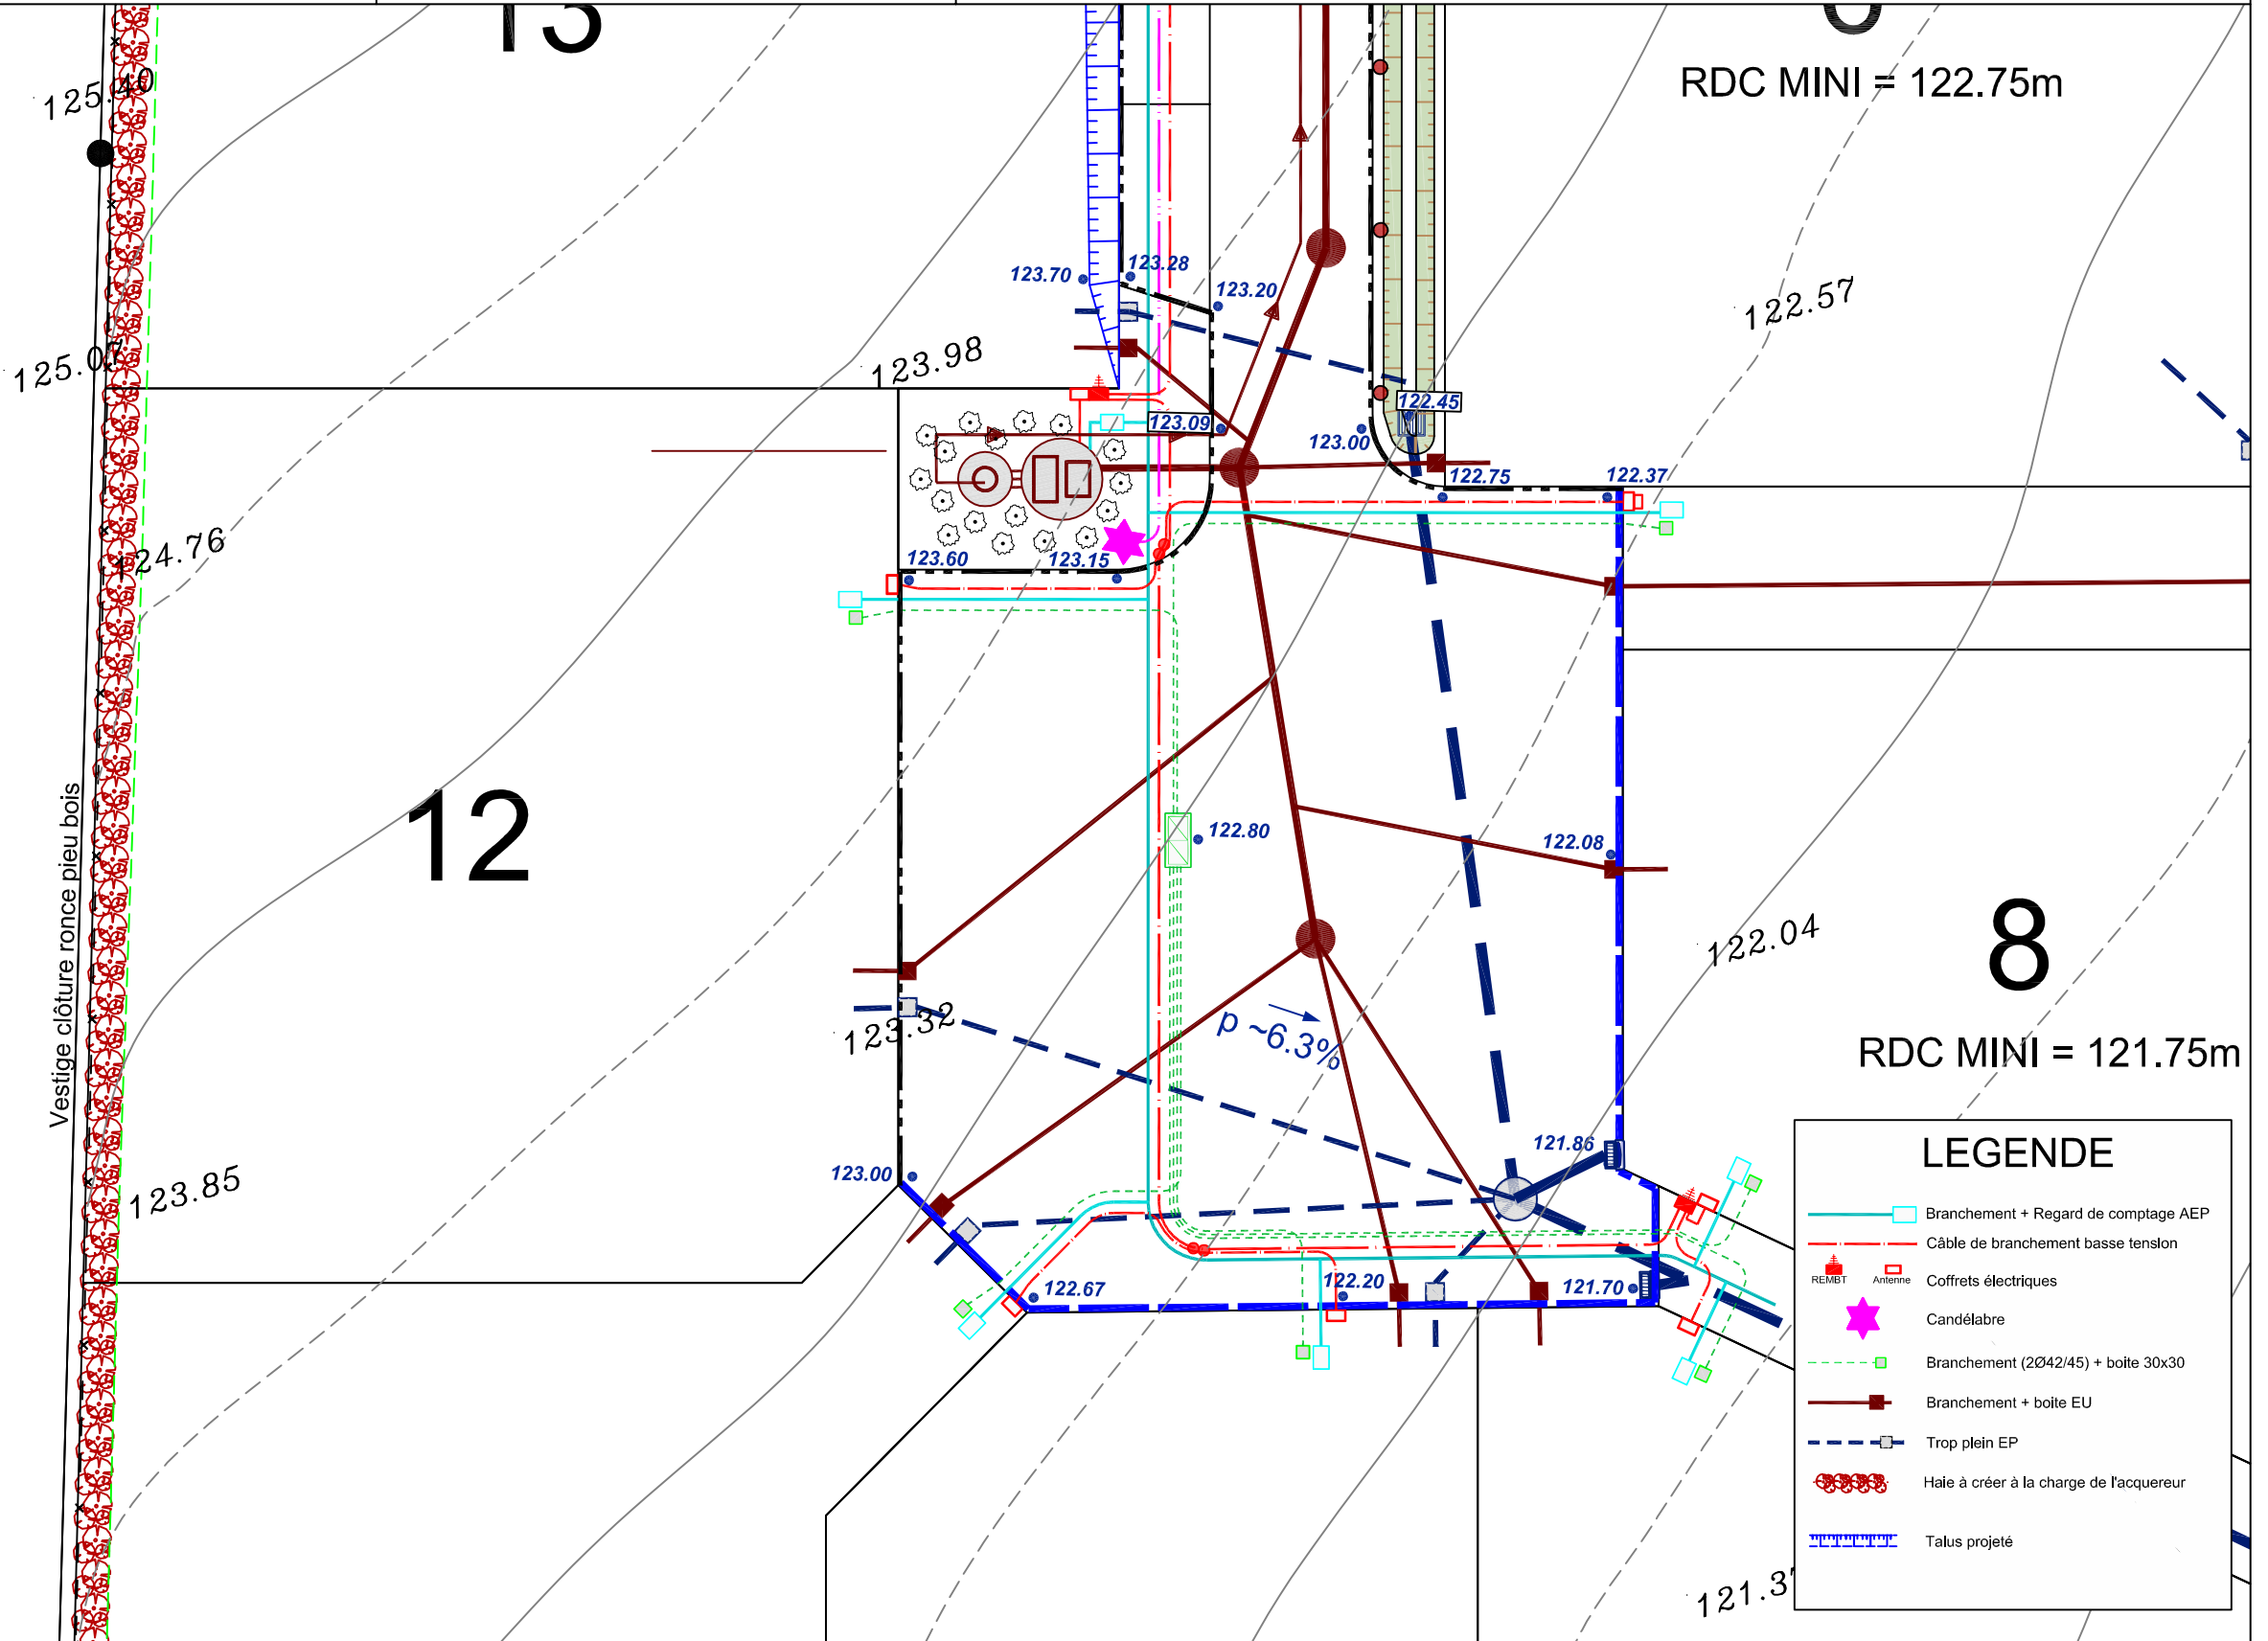 13
125.40
RDC MINI = 122.75m
123.70
123.28
123.20
122.57
125.07
123.98
122.45
123.09
123.00
122.75
122.37
124.76
123.60
123.15
12
122.80
122.08
Vestige clôture ronce pieu bois
8
122.04
123.32
p ~6.3%
RDC MINI = 121.75m
123.00
121.86
123.85
122.67
122.20
121.70
LEGENDE
Branchement + Regard de comptage AEP
Câble de branchement basse tension
REMBT
Antenne
Coffrets électriques
Candélabre
Branchement (2Ø42/45) + boite 30x30
Branchement + boite EU
Trop plein EP
Haie à créer à la charge de l'acquereur
Talus projeté